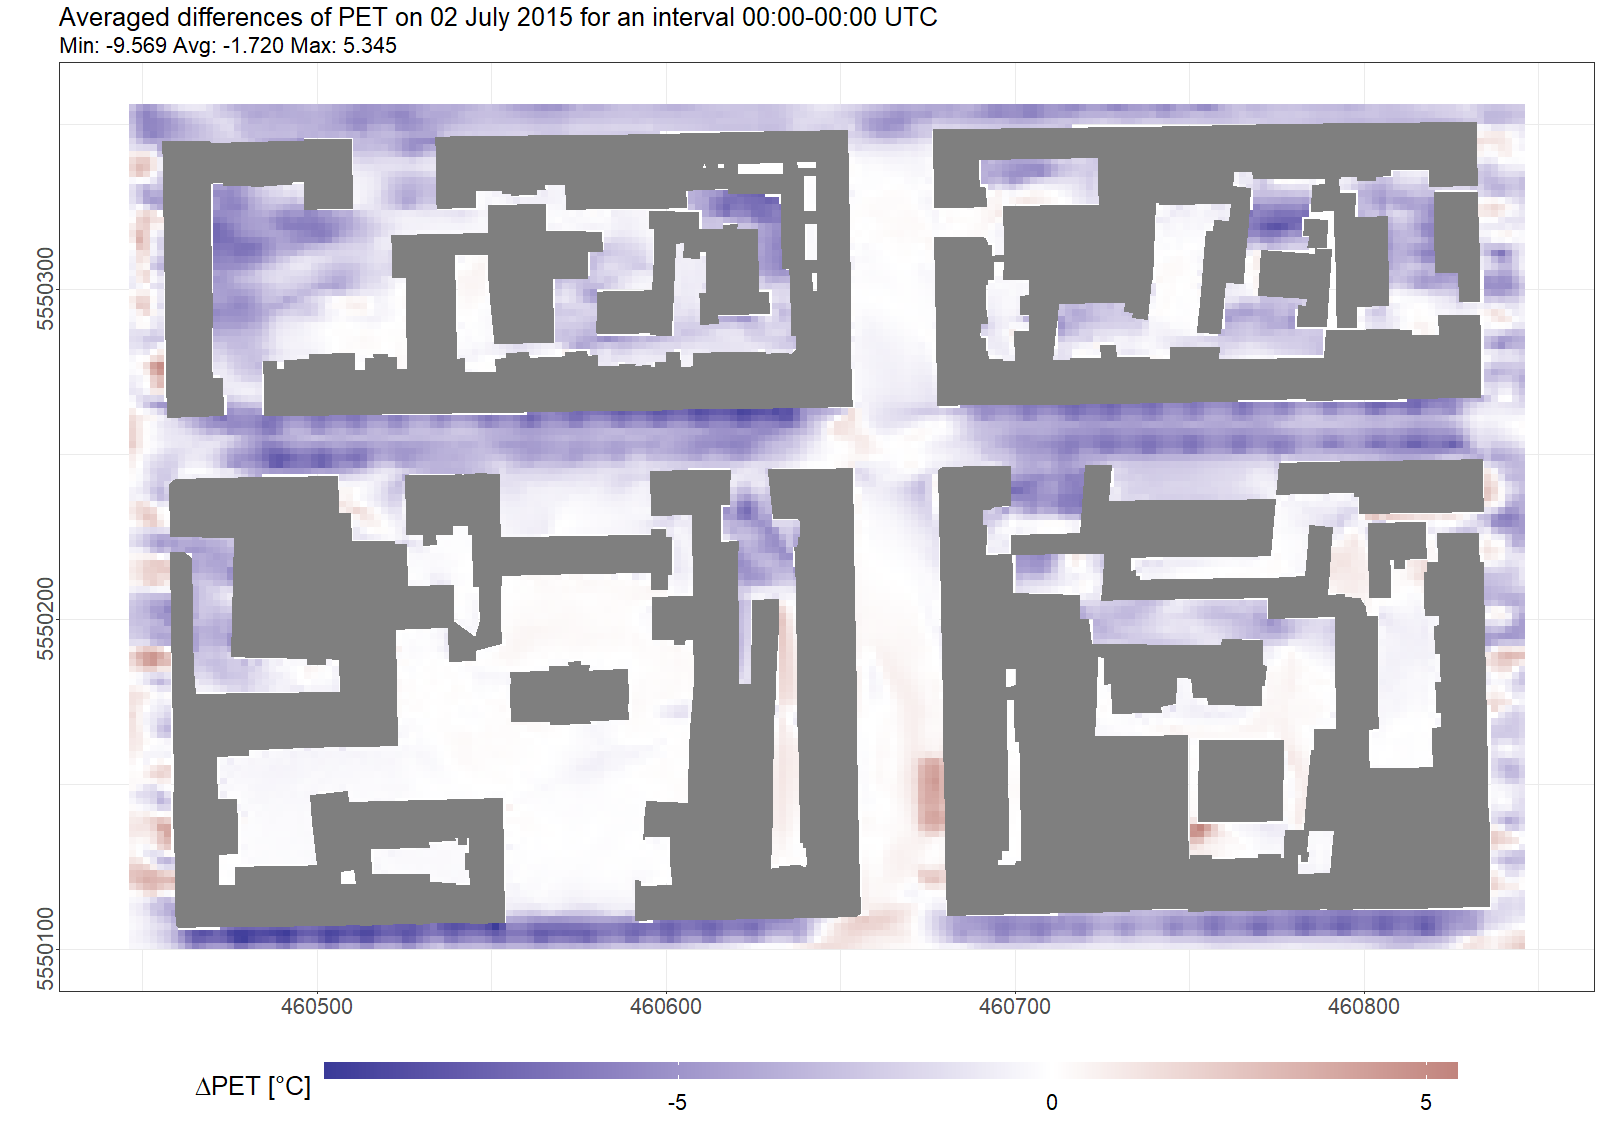 Averaged differences of PET on 02 July 2015 for an interval 00:00-00:00 UTC
Min: -9.569 Avg: -1.720 Max: 5.345
5550300
5550200
5550100
460500 460600 460700 460800
ΔPET [°C]
-5 0 5